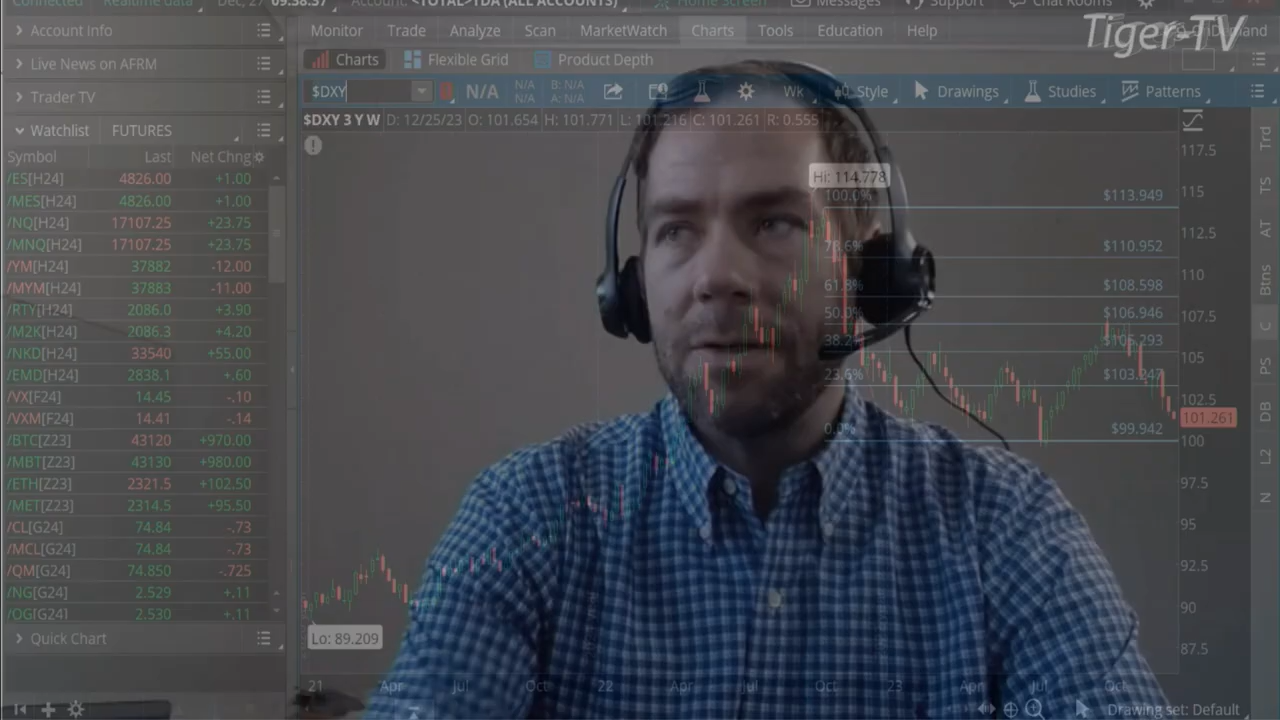 Connected Realtime data Dec, 27 09:38:37 Account: <TOTAL>TDA (ALL ACCOUNTS) Home Screen Messages Support Chat Rooms
Tiger-TV
Account Info
Monitor Trade Analyze Scan MarketWatch Charts Tools Education Help
Live News on AFRM
Charts Flexible Grid Product Depth
Trader TV
$DXY N/A N/A N/A B: N/A A: N/A Wk Style Drawings Studies Patterns
Watchlist FUTURES
$DXY 3 Y W D: 12/25/23 O: 101.654 H: 101.771 L: 101.216 C: 101.261 R: 0.555
Symbol Last Net Chng
/ES[H24] 4826.00 +1.00
/MES[H24] 4826.00 +1.00
/NQ[H24] 17107.25 +23.75
/MNQ[H24] 17107.25 +23.75
/YM[H24] 37882 -12.00
/MYM[H24] 37883 -11.00
/RTY[H24] 2086.0 +3.90
/M2K[H24] 2086.3 +4.20
/NKD[H24] 33540 +55.00
/EMD[H24] 2838.1 +.60
/VX[F24] 14.45 -.10
/VXM[F24] 14.41 -.14
/BTC[Z23] 43120 +970.00
/MBT[Z23] 43130 +980.00
/ETH[Z23] 2321.5 +102.50
/MET[Z23] 2314.5 +95.50
/CL[G24] 74.84 -.73
/MCL[G24] 74.84 -.73
/QM[G24] 74.850 -.725
/NG[G24] 2.529 +.11
/QG[G24] 2.530 +.11
Quick Chart
Hi: 114.778
100.0% $113.949
78.6% $110.952
61.8% $108.598
50.0% $106.946
38.2% $105.293
23.6% $103.247
0.0% $99.942
Lo: 89.209
117.5
115
112.5
110
107.5
105
102.5
101.261
100
97.5
95
92.5
90
87.5
Trd
TS
AT
Btns
C
PS
DB
L2
N
21 Apr Jul Oct 22 Apr Jul Oct 23 Apr Jul Oct
Drawing set: Default